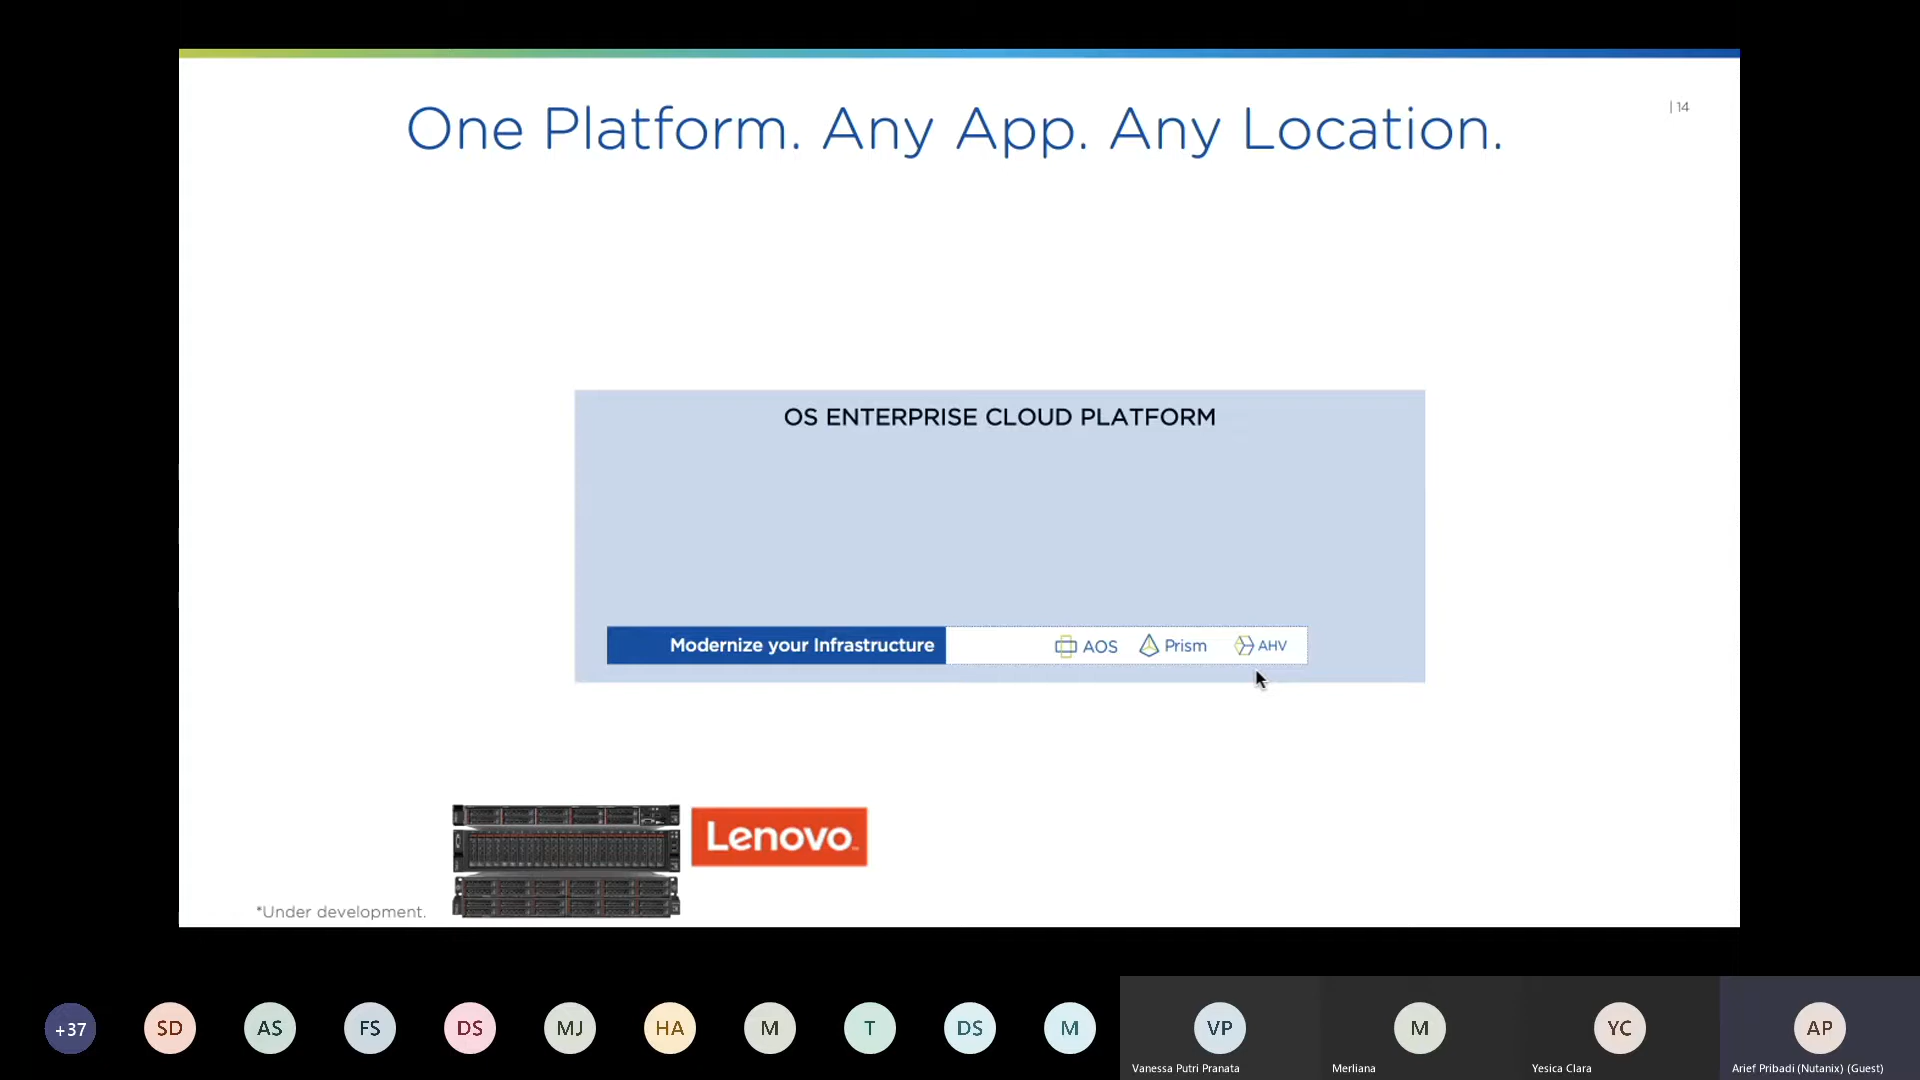 One Platform. Any App. Any Location.
| 14
OS ENTERPRISE CLOUD PLATFORM
Modernize your Infrastructure
AOS
Prism
AHV
Lenovo
*Under development.
+37
SD
AS
FS
DS
MJ
HA
M
T
DS
M
VP
M
YC
AP
Vanessa Putri Pranata
Merliana
Yesica Clara
Arief Pribadi (Nutanix) (Guest)